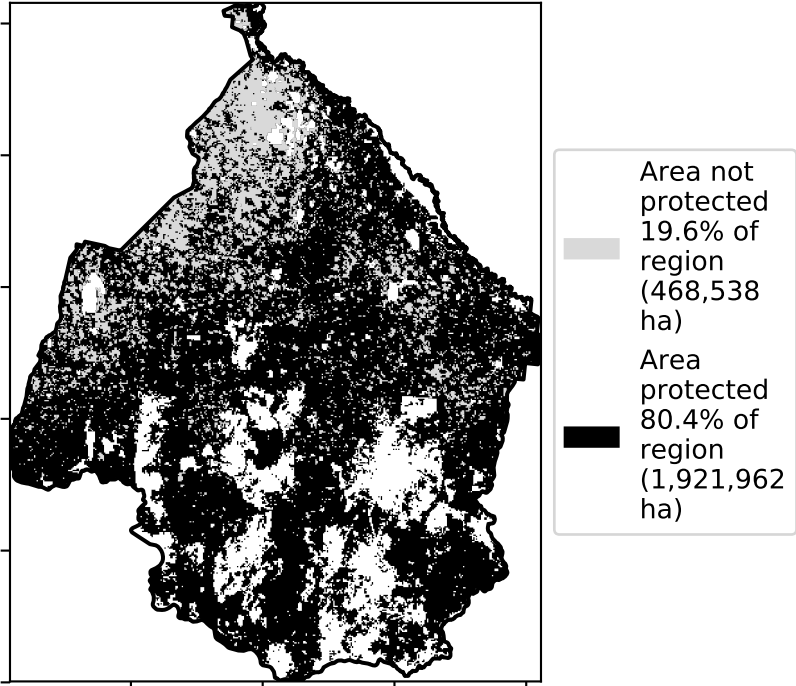 Area not
protected
19.6% of
region
(468,538
ha)
Area
protected
80.4% of
region
(1,921,962
ha)